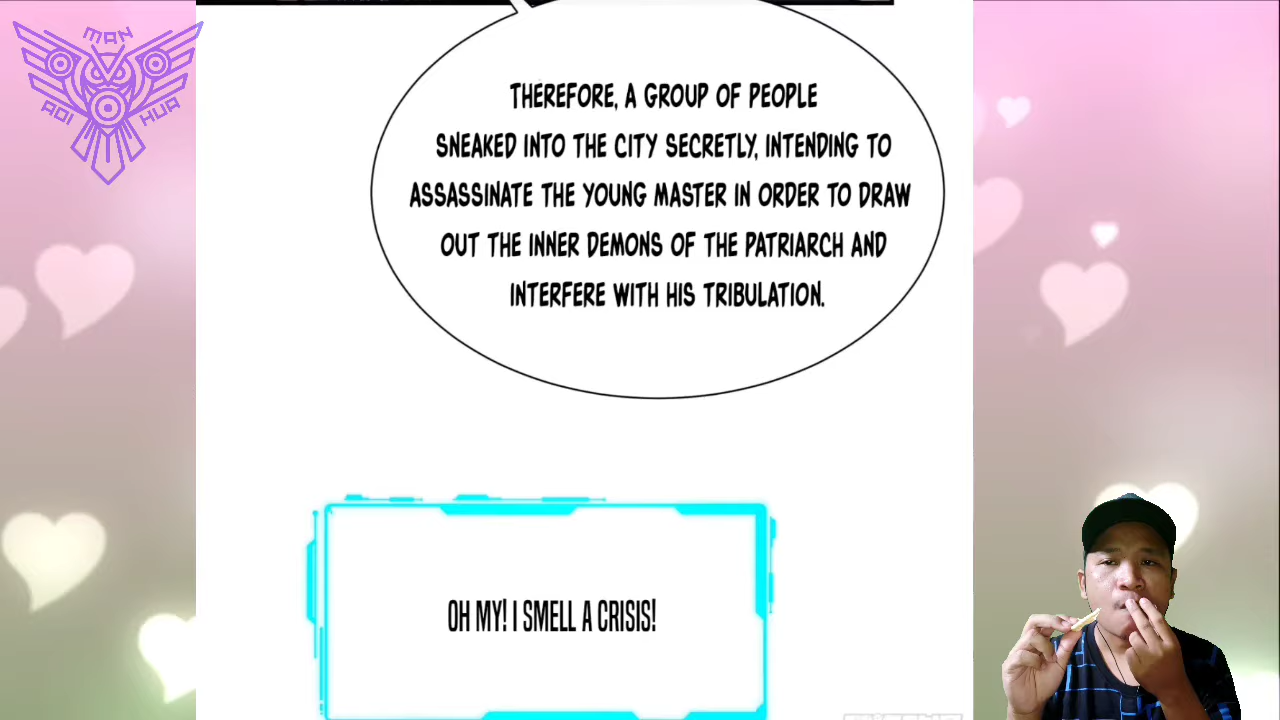 MAN
AOI HUA
THEREFORE, A GROUP OF PEOPLE
SNEAKED INTO THE CITY SECRETLY, INTENDING TO
ASSASSINATE THE YOUNG MASTER IN ORDER TO DRAW
OUT THE INNER DEMONS OF THE PATRIARCH AND
INTERFERE WITH HIS TRIBULATION.
OH MY! I SMELL A CRISIS!